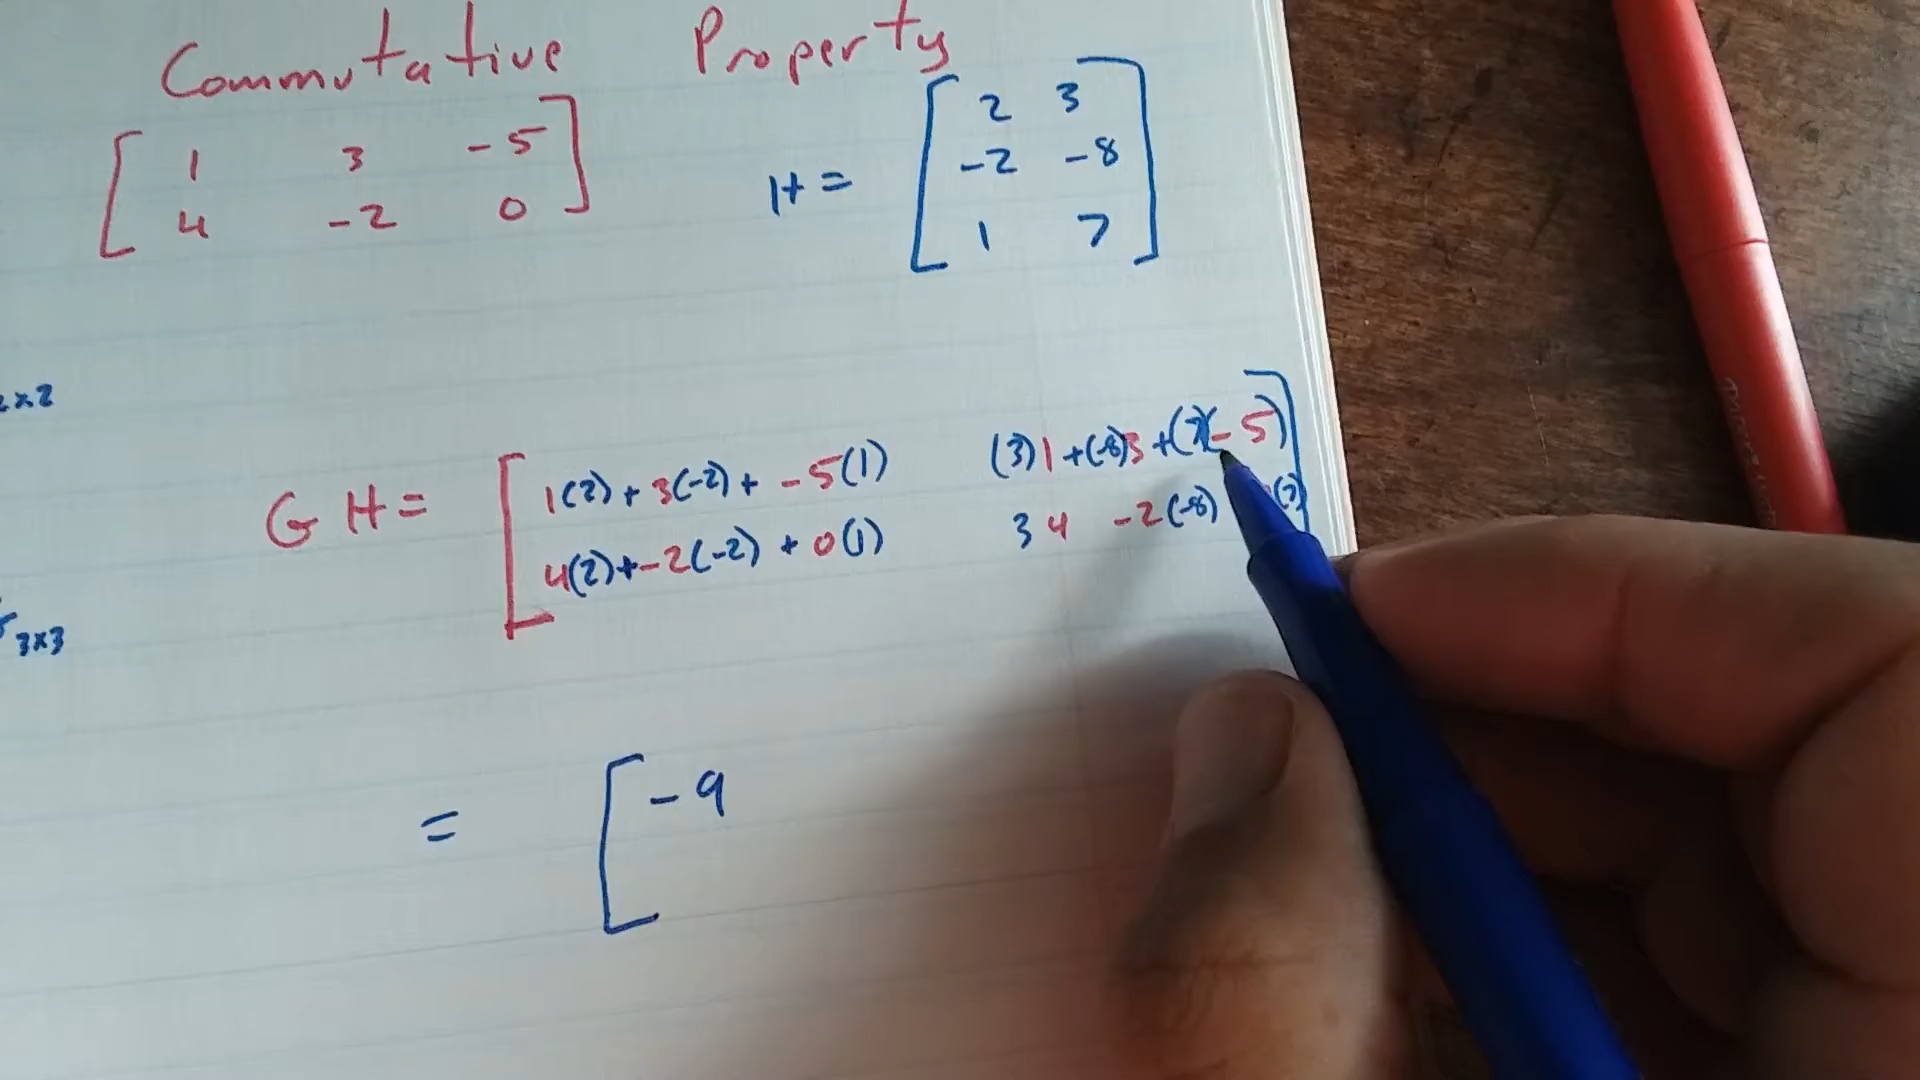 Commutative Property
[ 1 3 -5 ]
[ 4 -2 0 ]
H = [ 2 3 ]
[ -2 -8 ]
[ 1 7 ]
2x2
3x3
GH = [ 1(2) + 3(-2) + -5(1) (3)1 + (-8)3 + (7)(-5) ]
[ 4(2) + -2(-2) + 0(1) 3 4 -2(-8) (7) ]
= [ -9